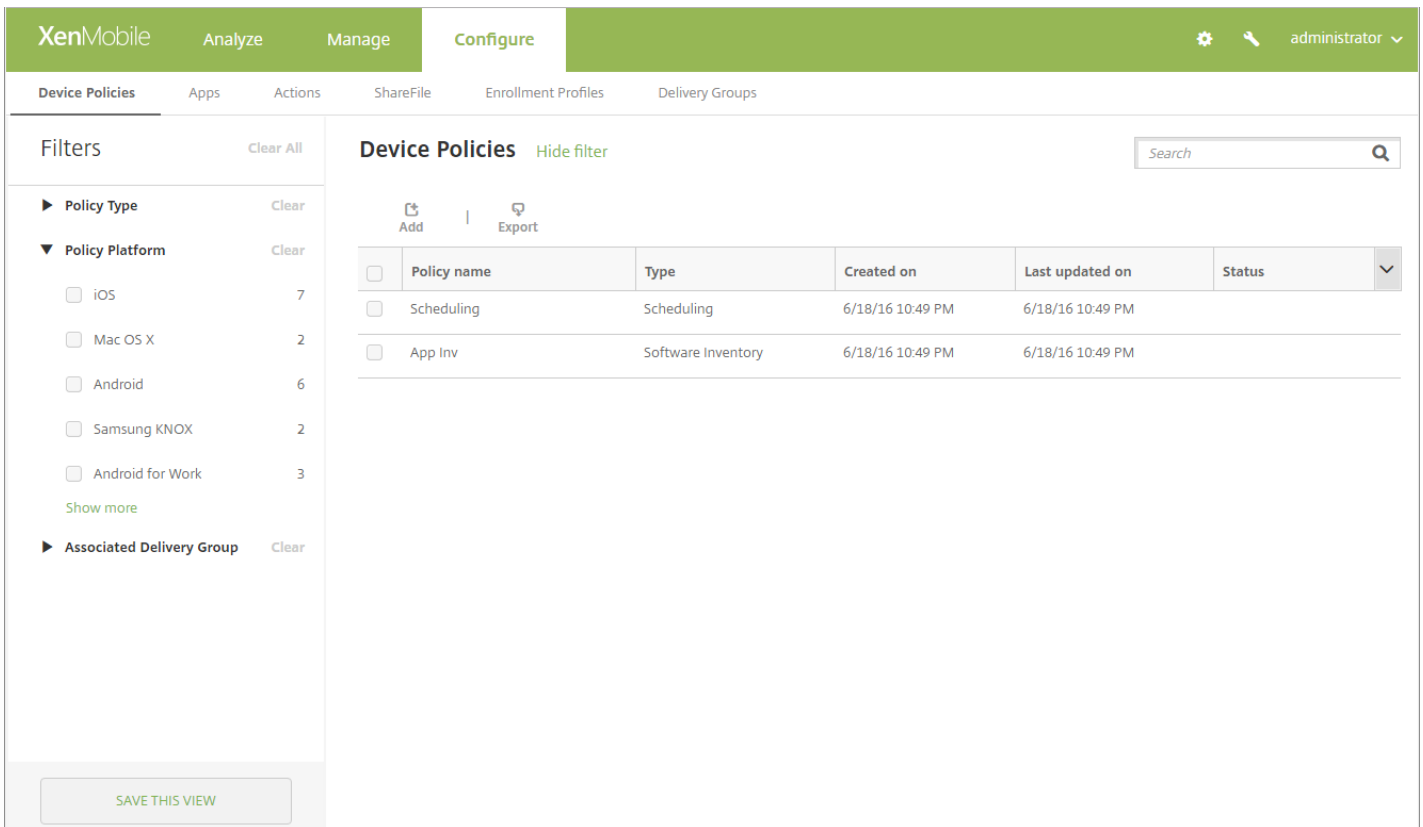 XenMobile Analyze Manage Configure administrator
Device Policies Apps Actions ShareFile Enrollment Profiles Delivery Groups
Filters Clear All
Policy Type Clear
Policy Platform Clear
iOS 7
Mac OS X 2
Android 6
Samsung KNOX 2
Android for Work 3
Show more
Associated Delivery Group Clear
SAVE THIS VIEW
Device Policies Hide filter Search
Add | Export
Policy name Type Created on Last updated on Status
Scheduling Scheduling 6/18/16 10:49 PM 6/18/16 10:49 PM
App Inv Software Inventory 6/18/16 10:49 PM 6/18/16 10:49 PM